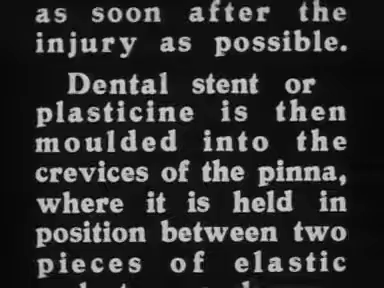 as soon after the
injury as possible.
Dental stent or
plasticine is then
moulded into the
crevices of the pinna,
where it is held in
position between two
pieces of elastic